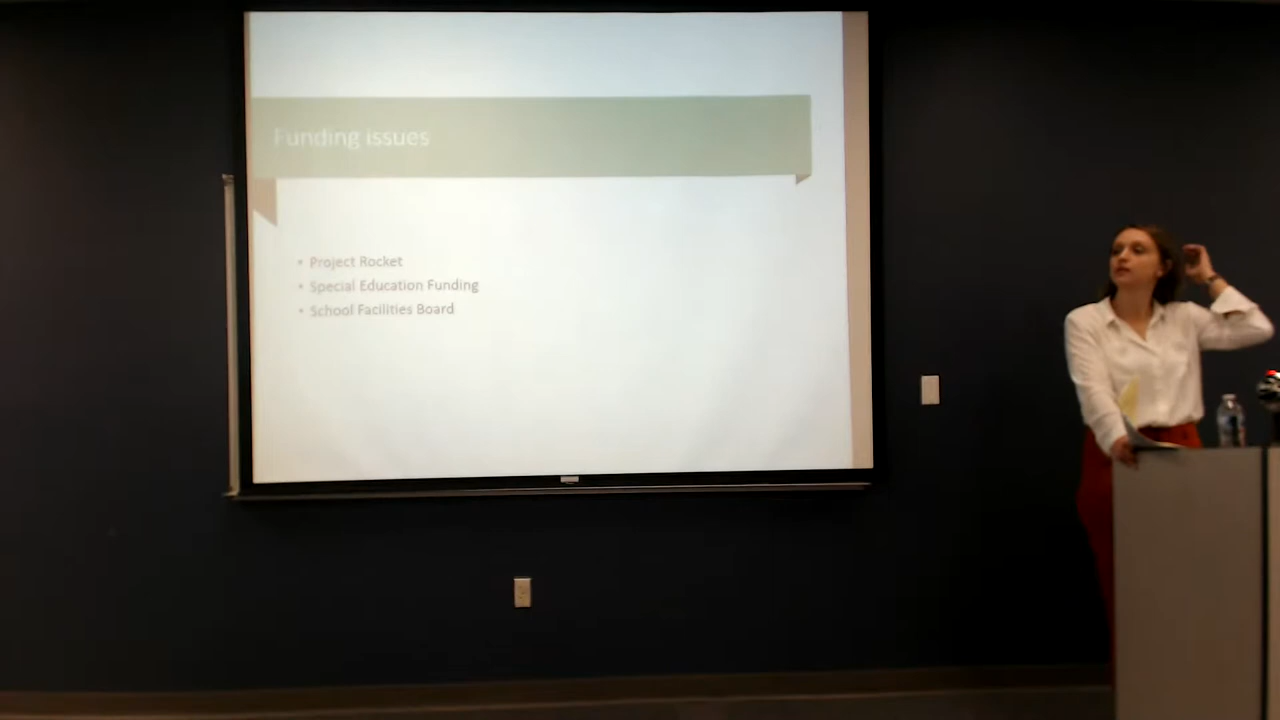 Funding issues
• Project Rocket
• Special Education Funding
• School Facilities Board